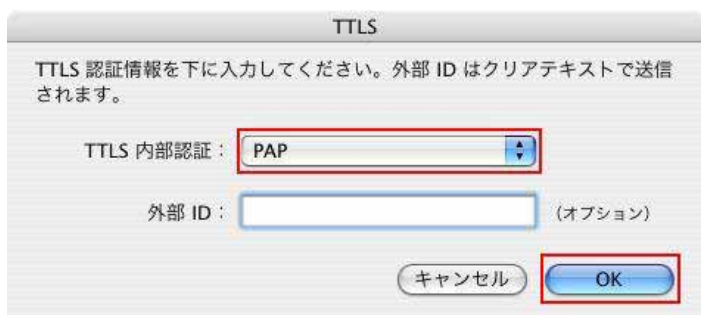 TTLS
TTLS 認証情報を下に入力してください。外部 ID はクリアテキストで送信
されます。
TTLS 内部認証： PAP
外部 ID： (オプション)
キャンセル OK